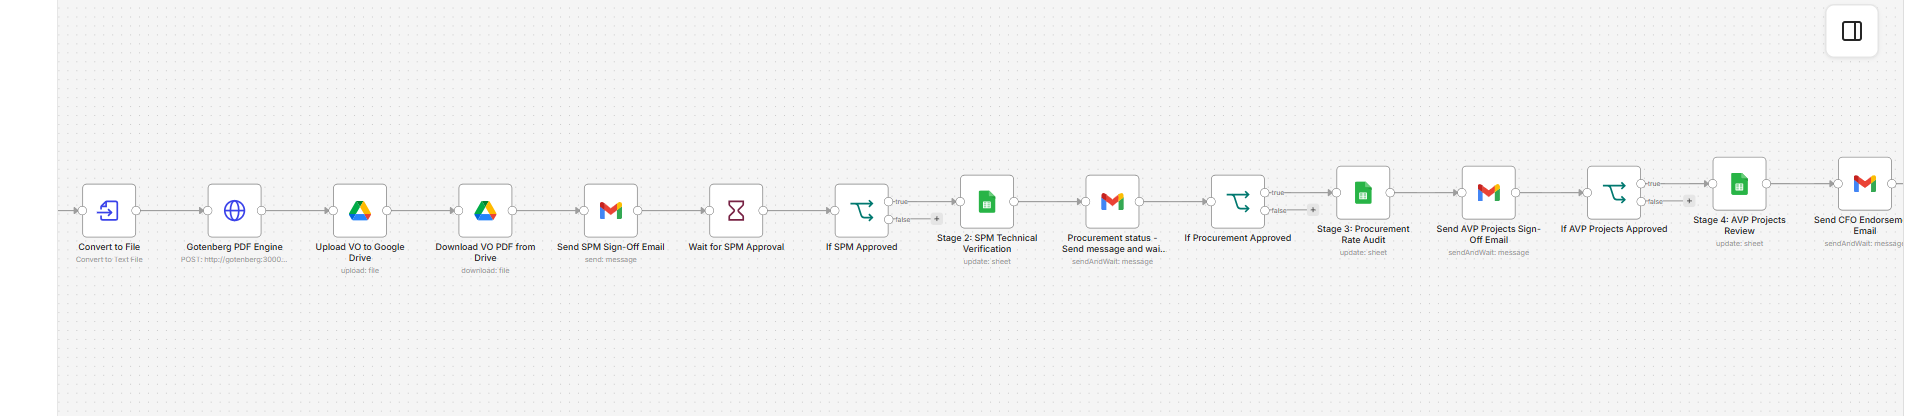 Convert to File
Convert to Text File
Gotenberg PDF Engine
POST: http://gotenberg:3000...
Upload VO to Google
Drive
upload: file
Download VO PDF from
Drive
download: file
Send SPM Sign-Off Email
send: message
Wait for SPM Approval
If SPM Approved
true
false
Stage 2: SPM Technical
Verification
update: sheet
Procurement status -
Send message and wai..
sendAndWait: message
If Procurement Approved
true
false
Stage 3: Procurement
Rate Audit
update: sheet
Send AVP Projects Sign-
Off Email
sendAndWait: message
If AVP Projects Approved
true
false
Stage 4: AVP Projects
Review
update: sheet
Send CFO Endorsem
Email
sendAndWait: message